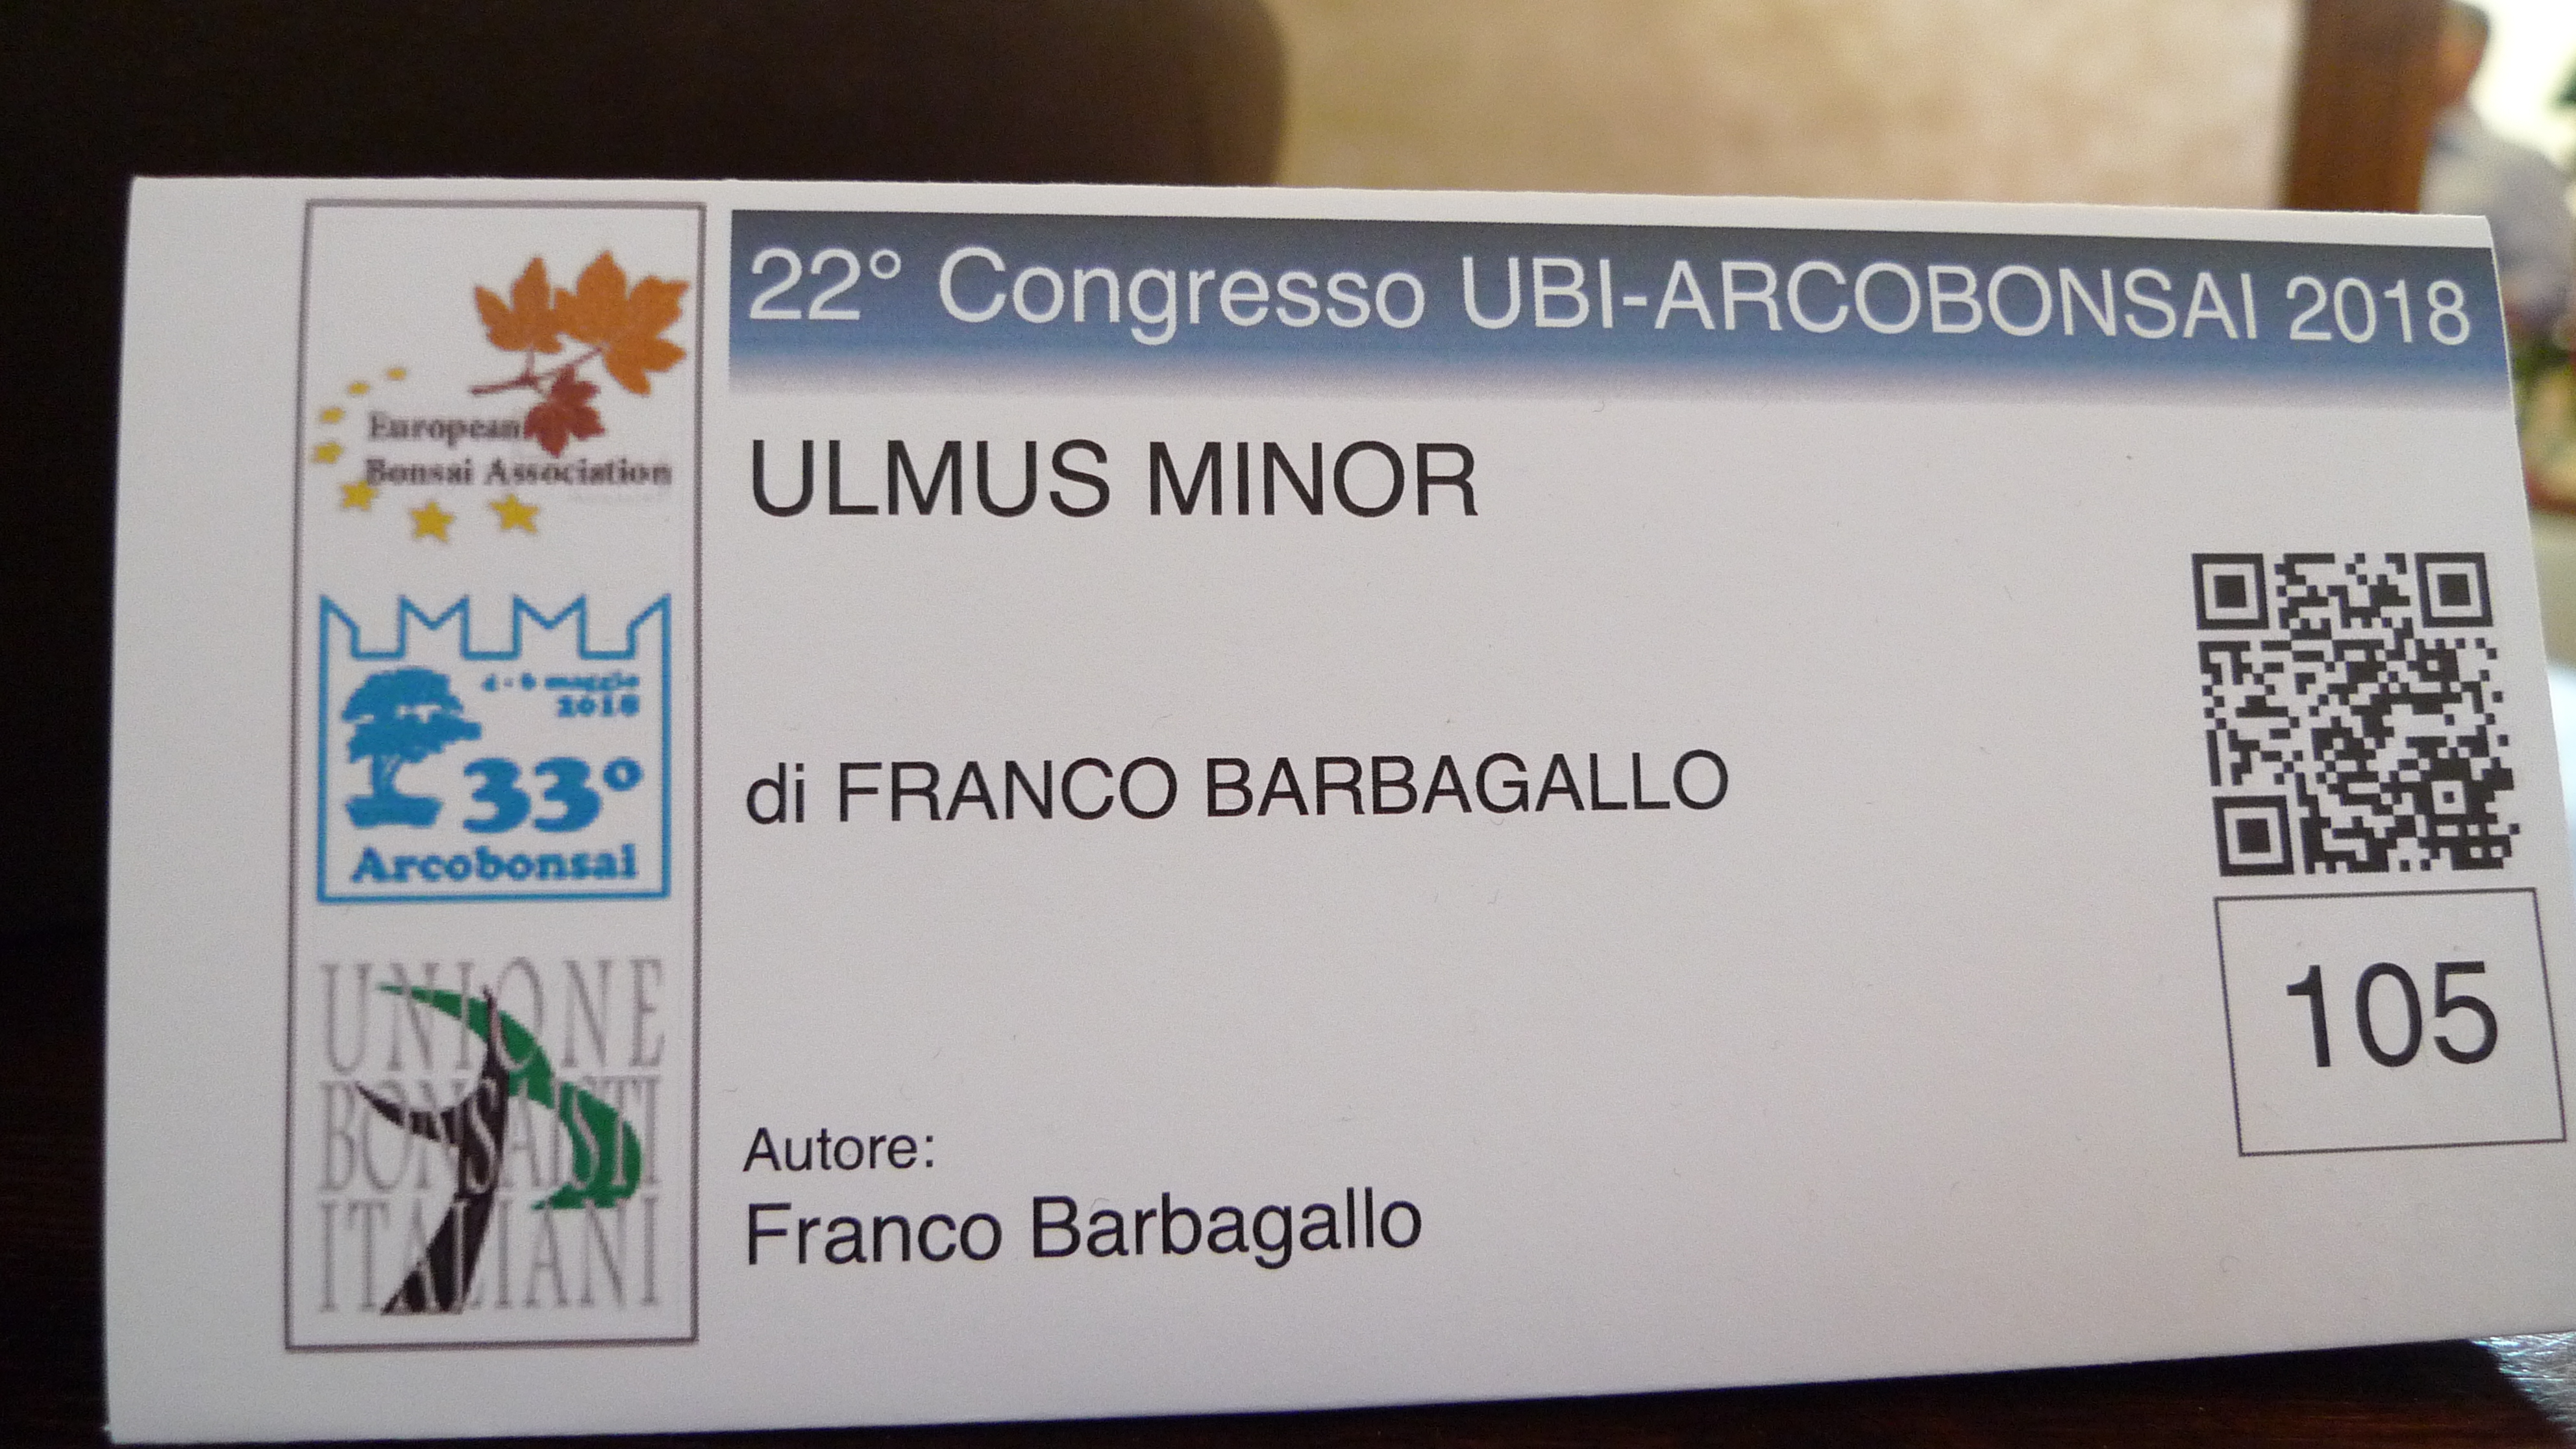 European
Bonsai Association
4 - 6 maggio
2018
33°
Arcobonsai
UNIONE
BONSAISTI
ITALIANI
22° Congresso UBI-ARCOBONSAI 2018
ULMUS MINOR
di FRANCO BARBAGALLO
Autore:
Franco Barbagallo
105